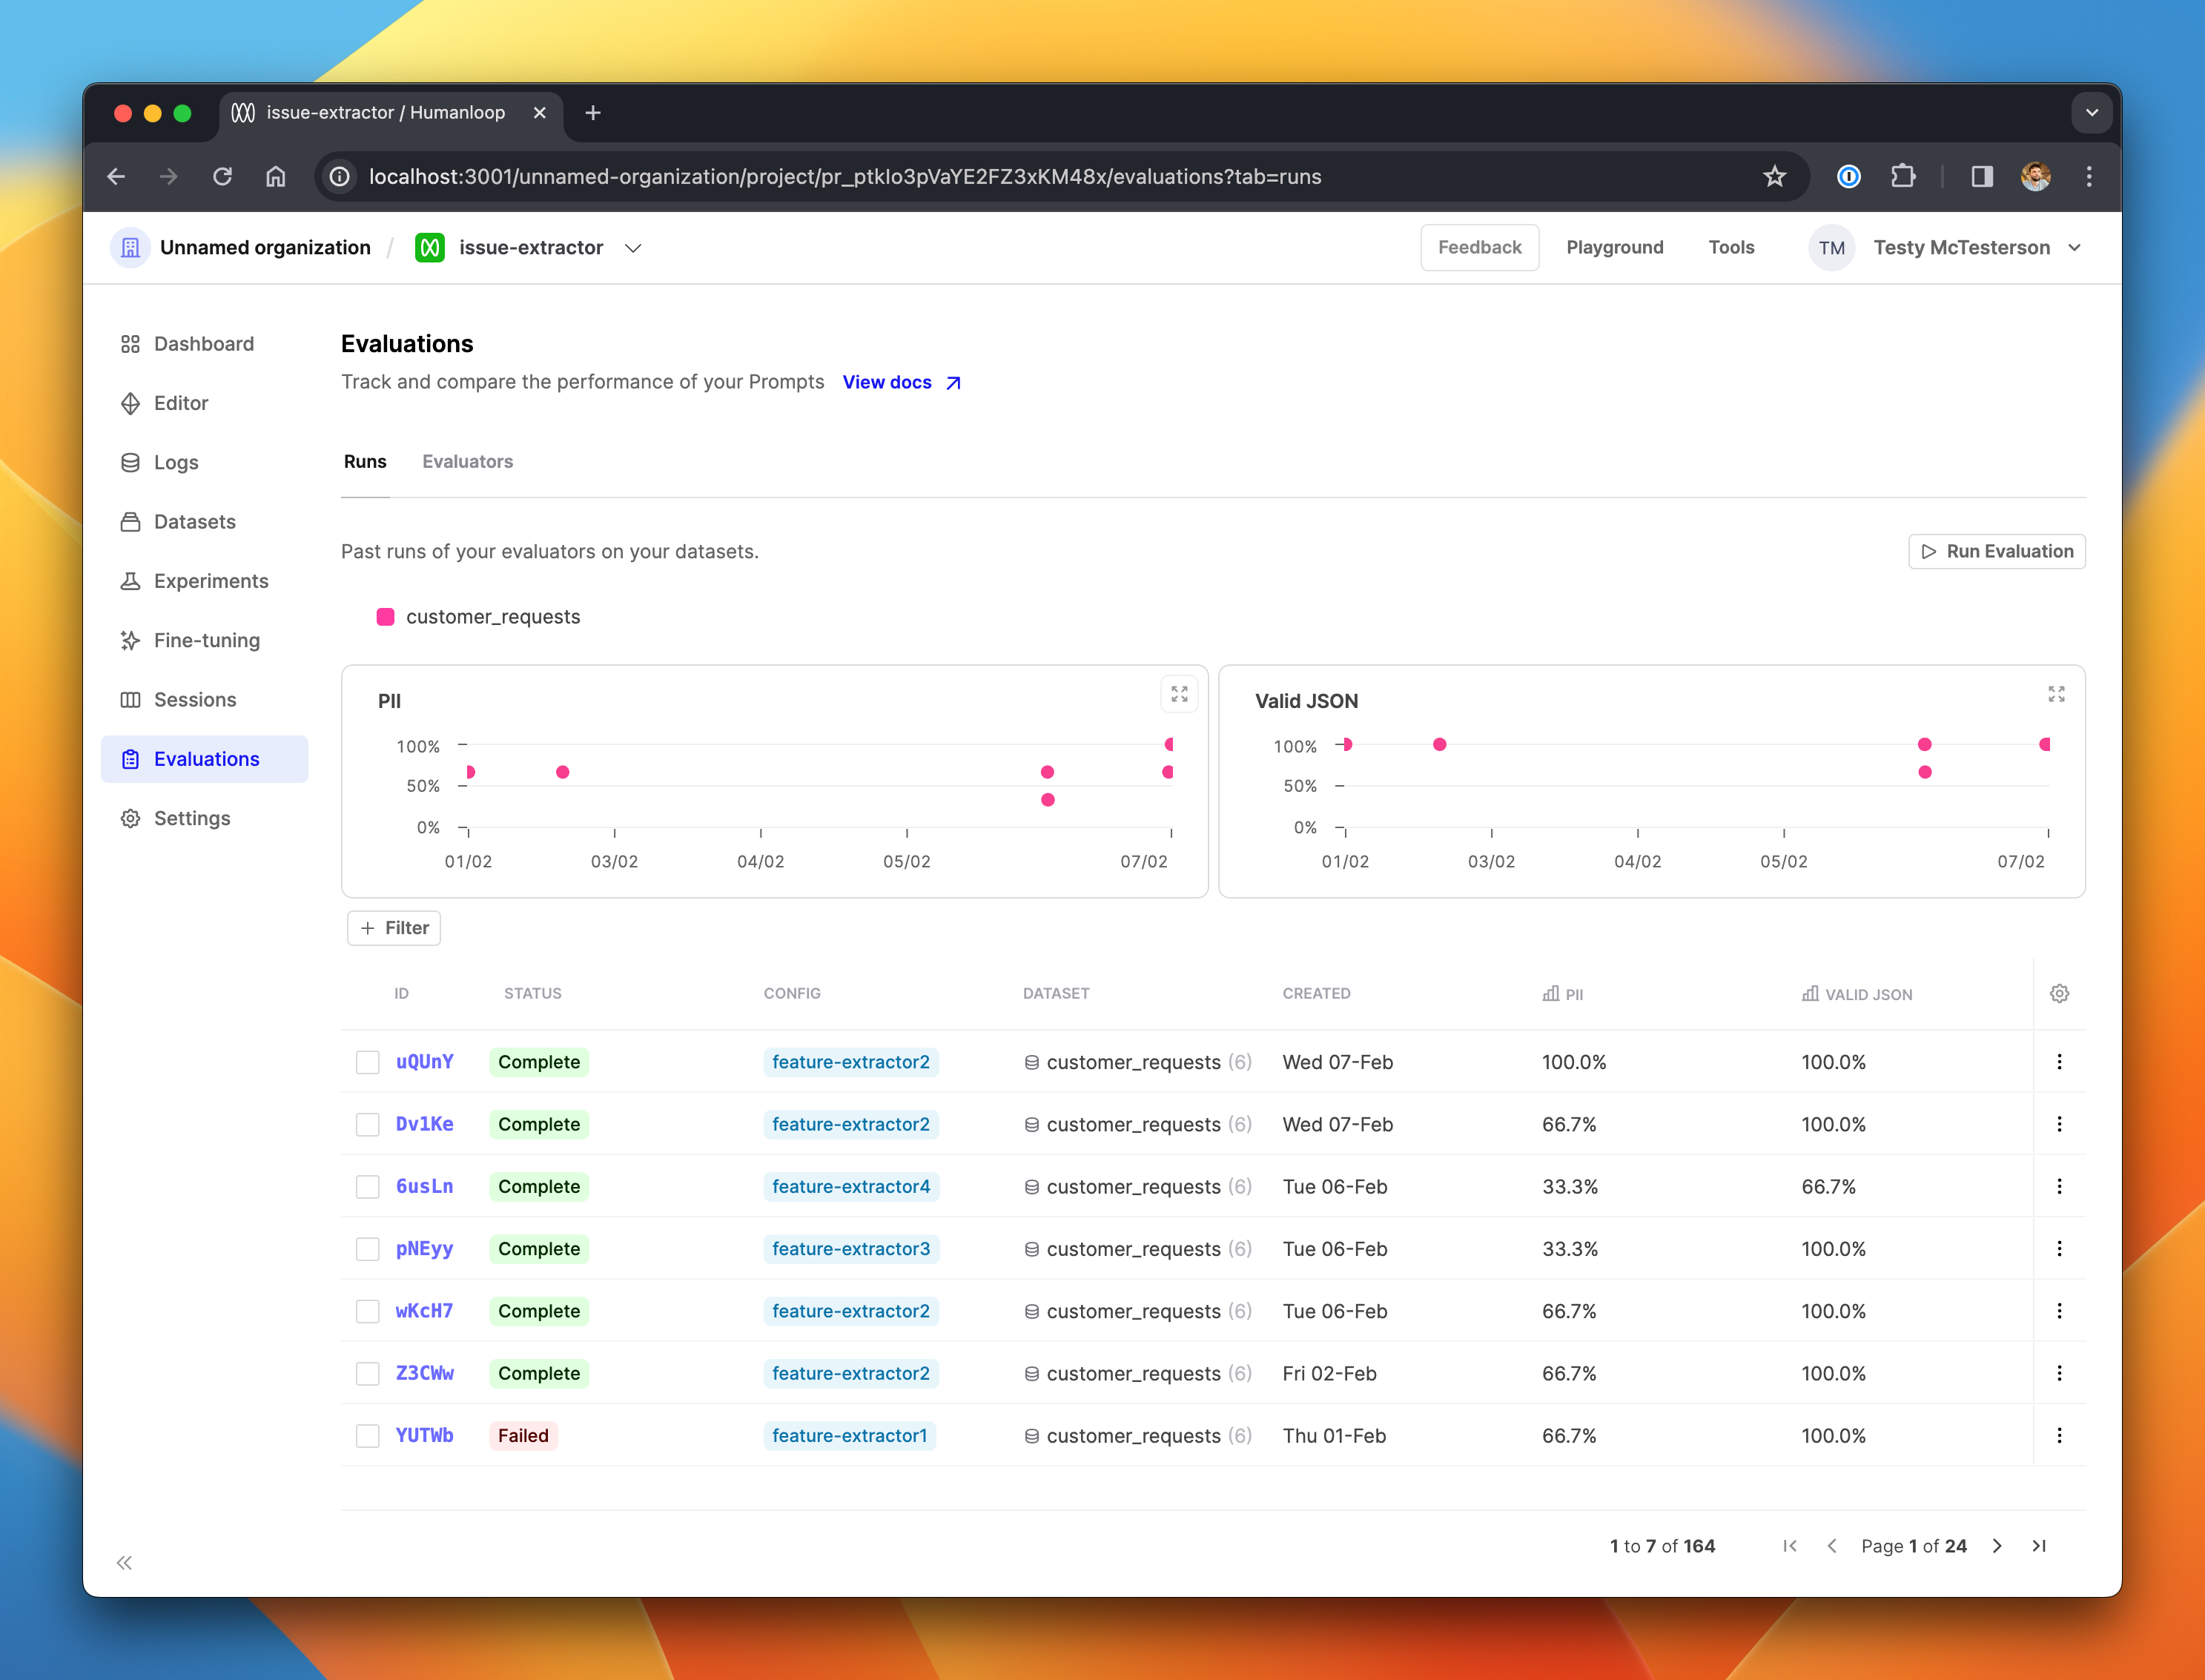 issue-extractor / Humanloop
localhost:3001/unnamed-organization/project/pr_ptkIo3pVaYE2FZ3xKM48x/evaluations?tab=runs
Unnamed organization / issue-extractor
Feedback Playground Tools TM Testy McTesterson
Dashboard
Editor
Logs
Datasets
Experiments
Fine-tuning
Sessions
Evaluations
Settings
Evaluations
Track and compare the performance of your Prompts View docs
Runs Evaluators
Past runs of your evaluators on your datasets. Run Evaluation
customer_requests
PII
100%
50%
0%
01/02 03/02 04/02 05/02 07/02
Valid JSON
100%
50%
0%
01/02 03/02 04/02 05/02 07/02
Filter
ID STATUS CONFIG DATASET CREATED PII VALID JSON
uQUnY Complete feature-extractor2 customer_requests (6) Wed 07-Feb 100.0% 100.0%
Dv1Ke Complete feature-extractor2 customer_requests (6) Wed 07-Feb 66.7% 100.0%
6usLn Complete feature-extractor4 customer_requests (6) Tue 06-Feb 33.3% 66.7%
pNEyy Complete feature-extractor3 customer_requests (6) Tue 06-Feb 33.3% 100.0%
wKcH7 Complete feature-extractor2 customer_requests (6) Tue 06-Feb 66.7% 100.0%
Z3CWw Complete feature-extractor2 customer_requests (6) Fri 02-Feb 66.7% 100.0%
YUTWb Failed feature-extractor1 customer_requests (6) Thu 01-Feb 66.7% 100.0%
1 to 7 of 164 Page 1 of 24